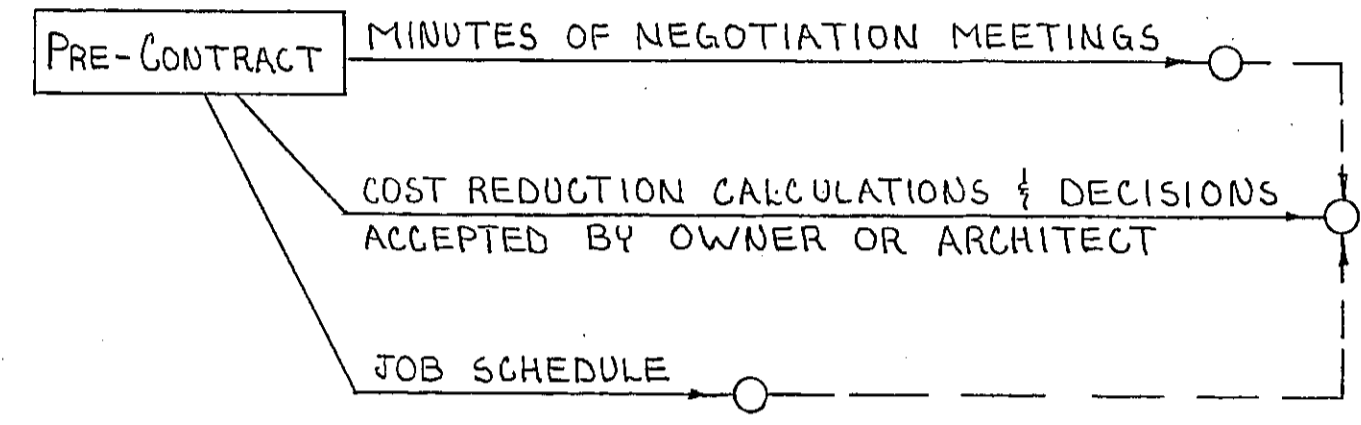 PRE-CONTRACT
MINUTES OF NEGOTIATION MEETINGS
COST REDUCTION CALCULATIONS & DECISIONS
ACCEPTED BY OWNER OR ARCHITECT
JOB SCHEDULE